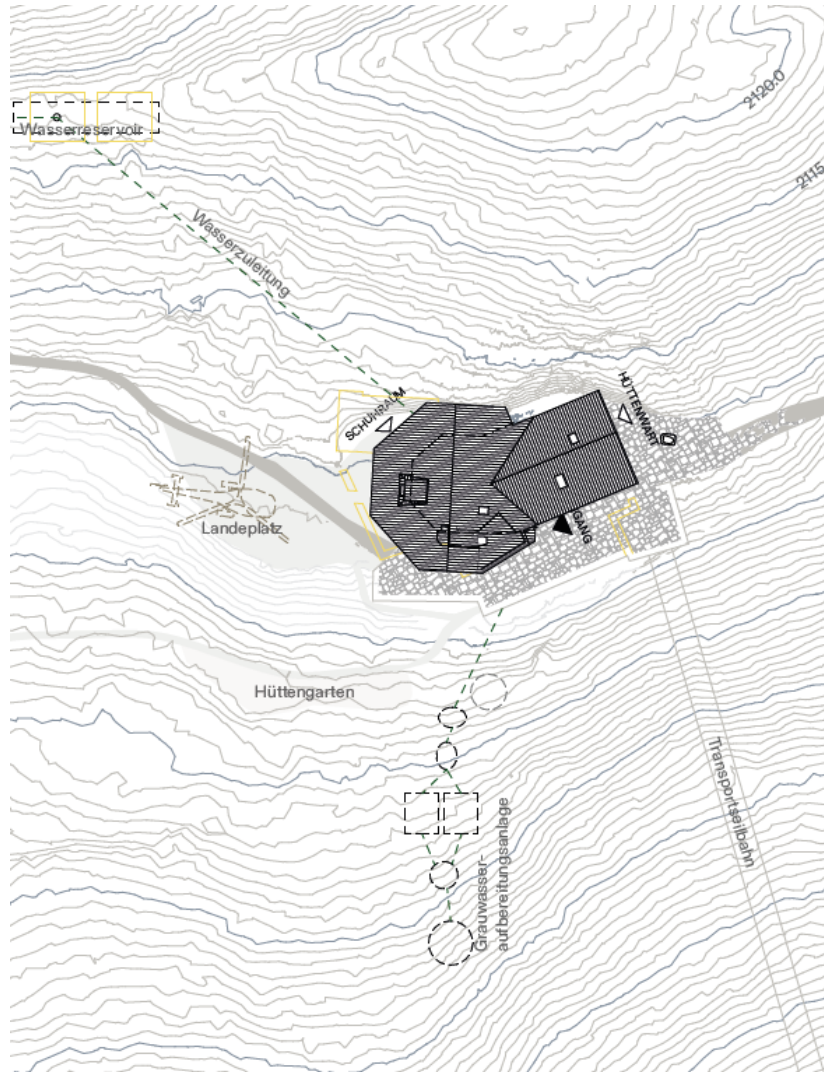 2120.0
2115
Wasserreservoir
Wasserzuleitung
SCHUHRAUM
HÜTTENWART
GANG
Landeplatz
Hüttengarten
Transportseilbahn
Grauwasser-
aufbereitungsanlage